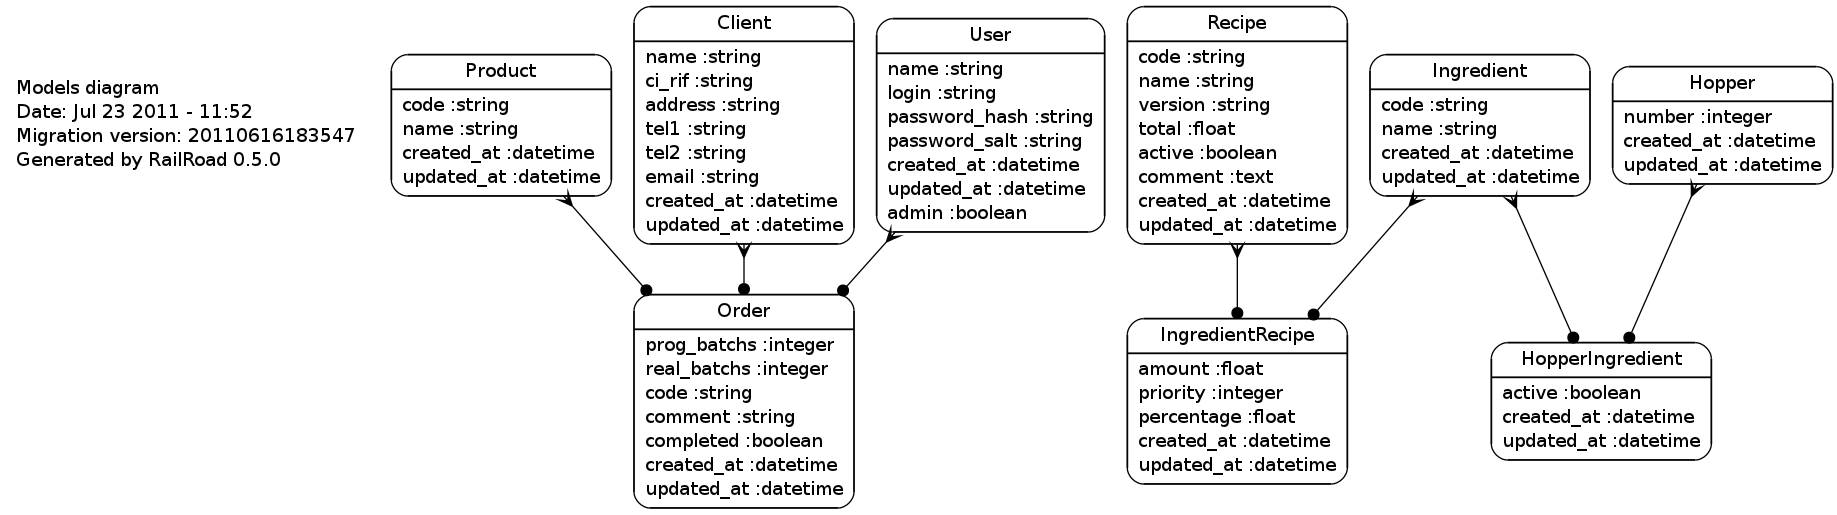 Models diagram
Date: Jul 23 2011 - 11:52
Migration version: 20110616183547
Generated by RailRoad 0.5.0
Product
code :string
name :string
created_at :datetime
updated_at :datetime
Client
name :string
ci_rif :string
address :string
tel1 :string
tel2 :string
email :string
created_at :datetime
updated_at :datetime
User
name :string
login :string
password_hash :string
password_salt :string
created_at :datetime
updated_at :datetime
admin :boolean
Recipe
code :string
name :string
version :string
total :float
active :boolean
comment :text
created_at :datetime
updated_at :datetime
Ingredient
code :string
name :string
created_at :datetime
updated_at :datetime
Hopper
number :integer
created_at :datetime
updated_at :datetime
Order
prog_batchs :integer
real_batchs :integer
code :string
comment :string
completed :boolean
created_at :datetime
updated_at :datetime
IngredientRecipe
amount :float
priority :integer
percentage :float
created_at :datetime
updated_at :datetime
HopperIngredient
active :boolean
created_at :datetime
updated_at :datetime